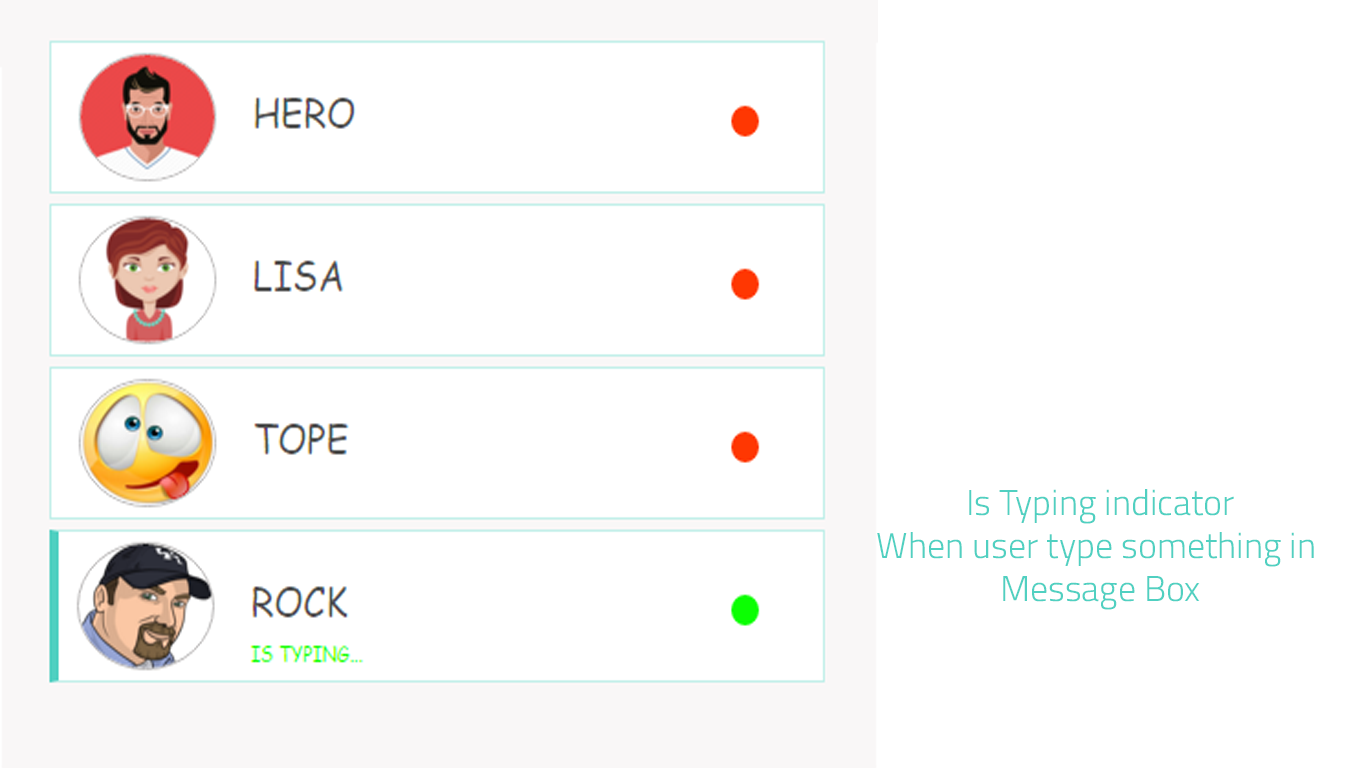 HERO
LISA
TOPE
ROCK
IS TYPING...
Is Typing indicator
When user type something in
Message Box